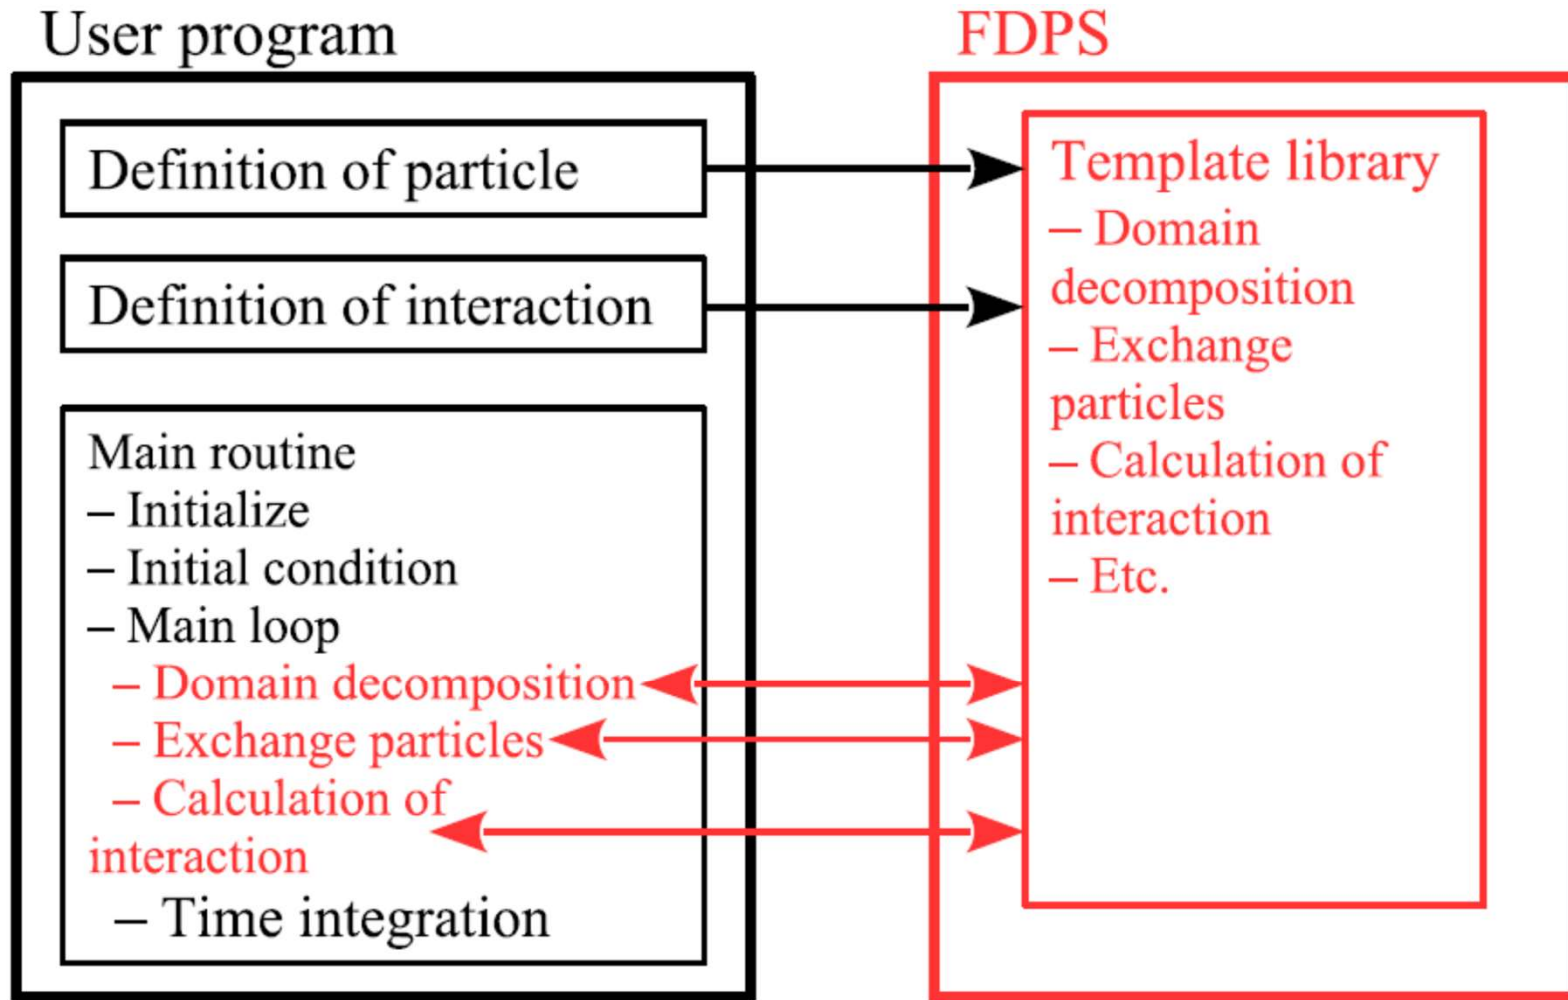 User program
Definition of particle
Definition of interaction
Main routine
– Initialize
– Initial condition
– Main loop
– Domain decomposition
– Exchange particles
– Calculation of
interaction
– Time integration
FDPS
Template library
– Domain
decomposition
– Exchange
particles
– Calculation of
interaction
– Etc.